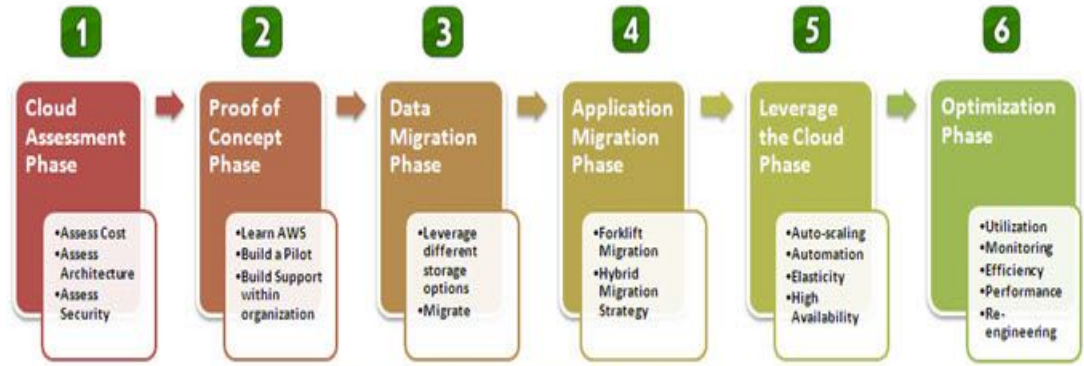 1
Cloud
Assessment
Phase
•Assess Cost
•Assess
Architecture
•Assess
Security
2
Proof of
Concept
Phase
•Learn AWS
•Build a Pilot
•Build Support
within
organization
3
Data
Migration
Phase
•Leverage
different
storage
options
•Migrate
4
Application
Migration
Phase
•Forklift
Migration
•Hybrid
Migration
Strategy
5
Leverage
the Cloud
Phase
•Auto-scaling
•Automation
•Elasticity
•High
Availability
6
Optimization
Phase
•Utilization
•Monitoring
•Efficiency
•Performance
•Re-
engineering